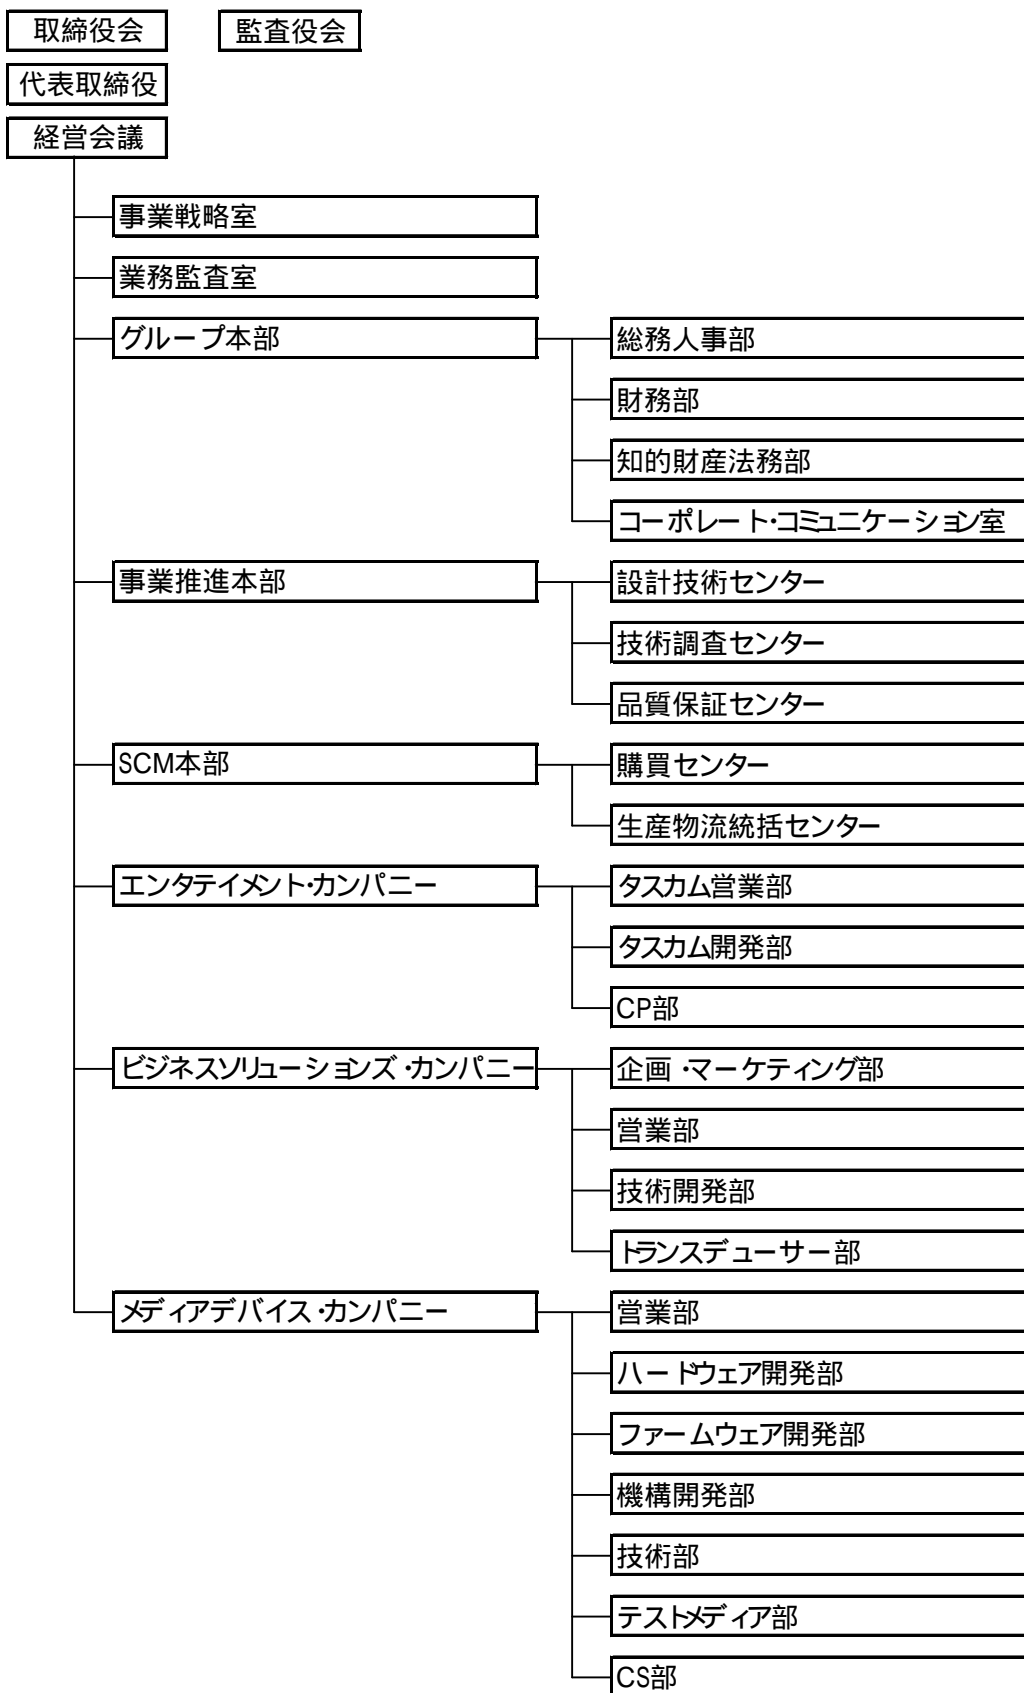 取締役会
監査役会
代表取締役
経営会議
事業戦略室
業務監査室
グループ本部
総務人事部
財務部
知的財産法務部
コーポレート・コミュニケーション室
事業推進本部
設計技術センター
技術調査センター
品質保証センター
SCM本部
購買センター
生産物流統括センター
エンタテイメント・カンパニー
タスカム営業部
タスカム開発部
CP部
ビジネスソリューションズ・カンパニー
企画・マーケティング部
営業部
技術開発部
トランスデューサー部
メディアデバイス・カンパニー
営業部
ハードウェア開発部
ファームウェア開発部
機構開発部
技術部
テストメディア部
CS部